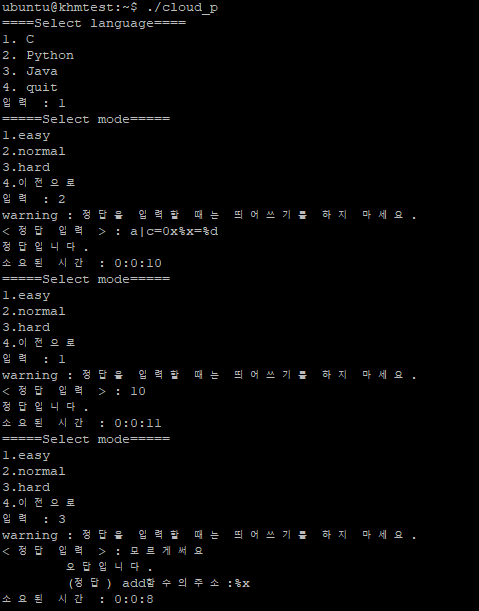 ubuntu@khmtest:~$ ./cloud_p
====Select language====
1. C
2. Python
3. Java
4. quit
입력 : 1
=====Select mode=====
1.easy
2.normal
3.hard
4.이전으로
입력 : 2
warning : 정답을 입력할 때는 띄어쓰기를 하지 마세요.
< 정답 입력 > : a|c=0x%x=%d
정답입니다.
소요된 시간 : 0:0:10
=====Select mode=====
1.easy
2.normal
3.hard
4.이전으로
입력 : 1
warning : 정답을 입력할 때는 띄어쓰기를 하지 마세요.
< 정답 입력 > : 10
정답입니다.
소요된 시간 : 0:0:11
=====Select mode=====
1.easy
2.normal
3.hard
4.이전으로
입력 : 3
warning : 정답을 입력할 때는 띄어쓰기를 하지 마세요.
< 정답 입력 > : 모르게써요
오답입니다.
(정답) add함수의주소:%x
소요된 시간 : 0:0:8